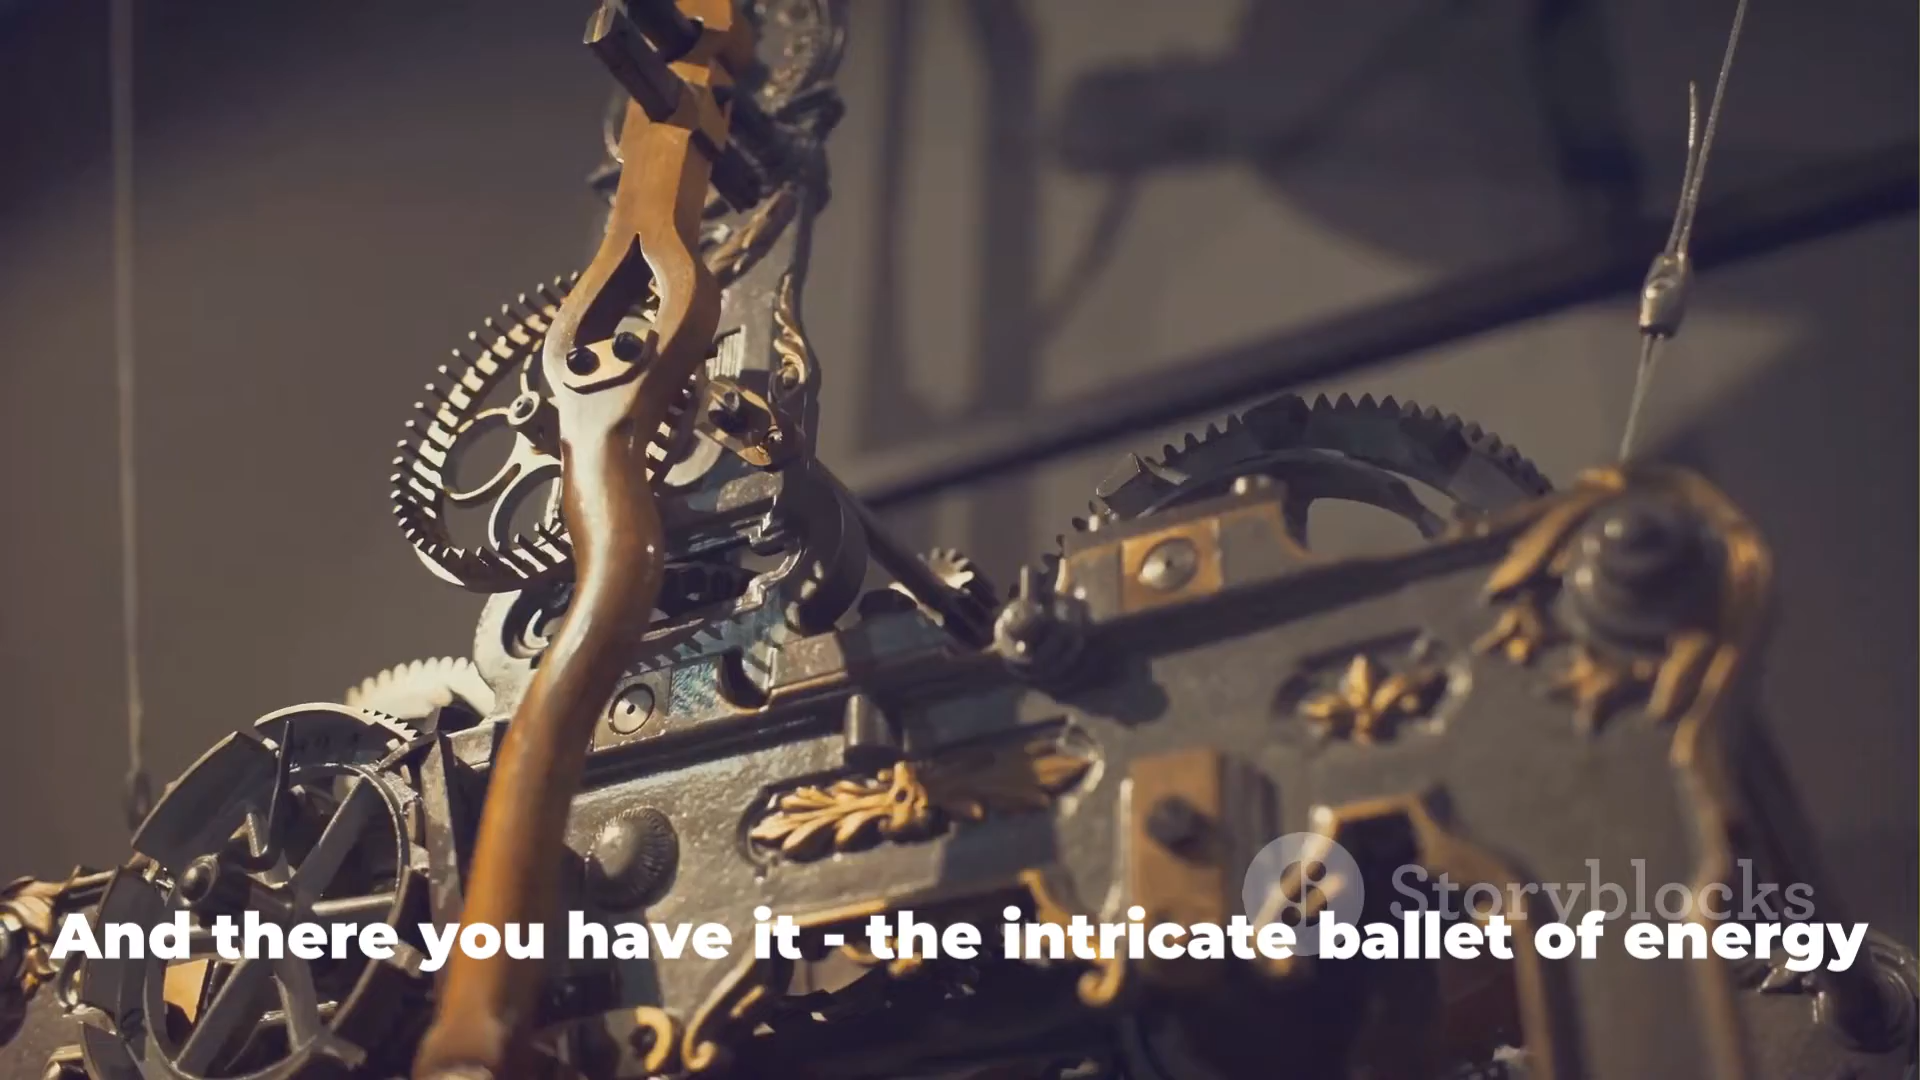 Storyblocks
And there you have it - the intricate ballet of energy